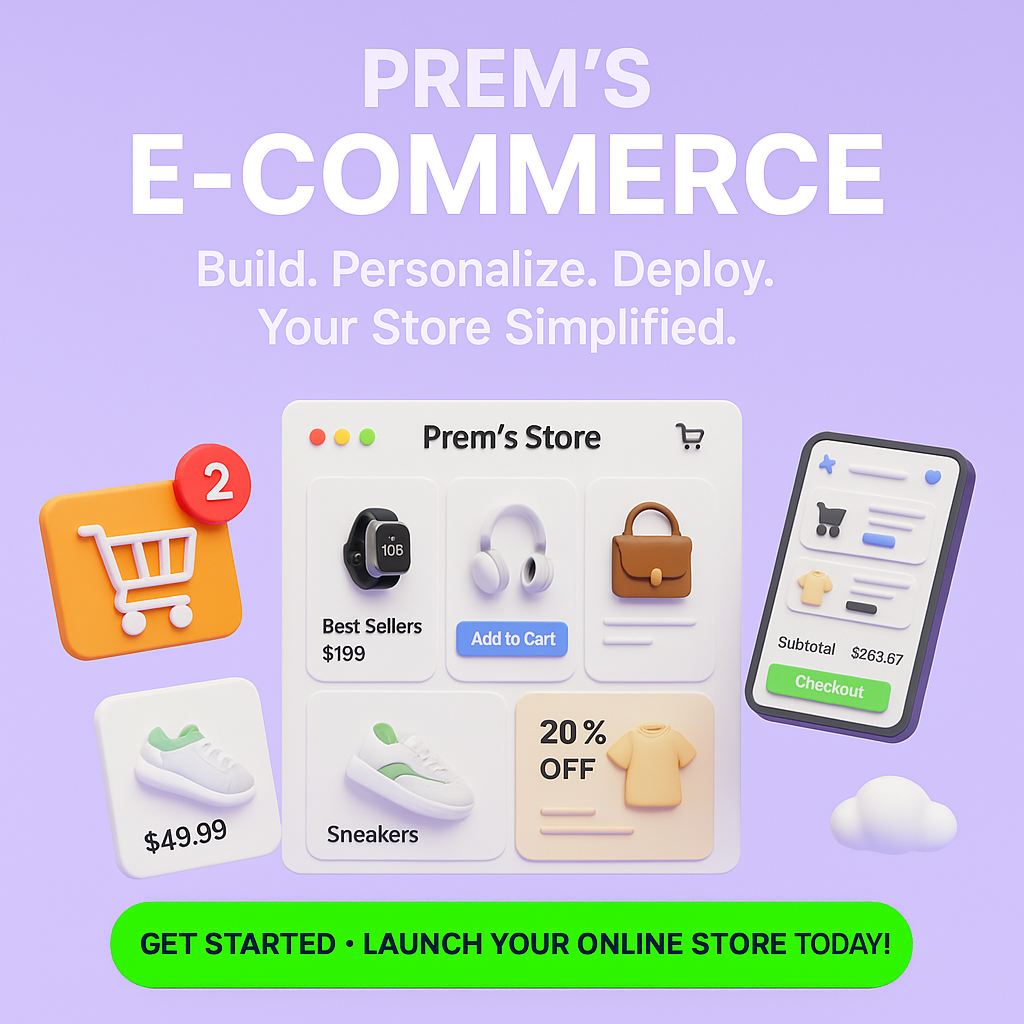 PREM’S
E-COMMERCE
Build. Personalize. Deploy.
Your Store Simplified.
Prem’s Store
2
106
Best Sellers
$199
Add to Cart
Subtotal $263.67
Checkout
20 %
OFF
$49.99
Sneakers
GET STARTED • LAUNCH YOUR ONLINE STORE TODAY!